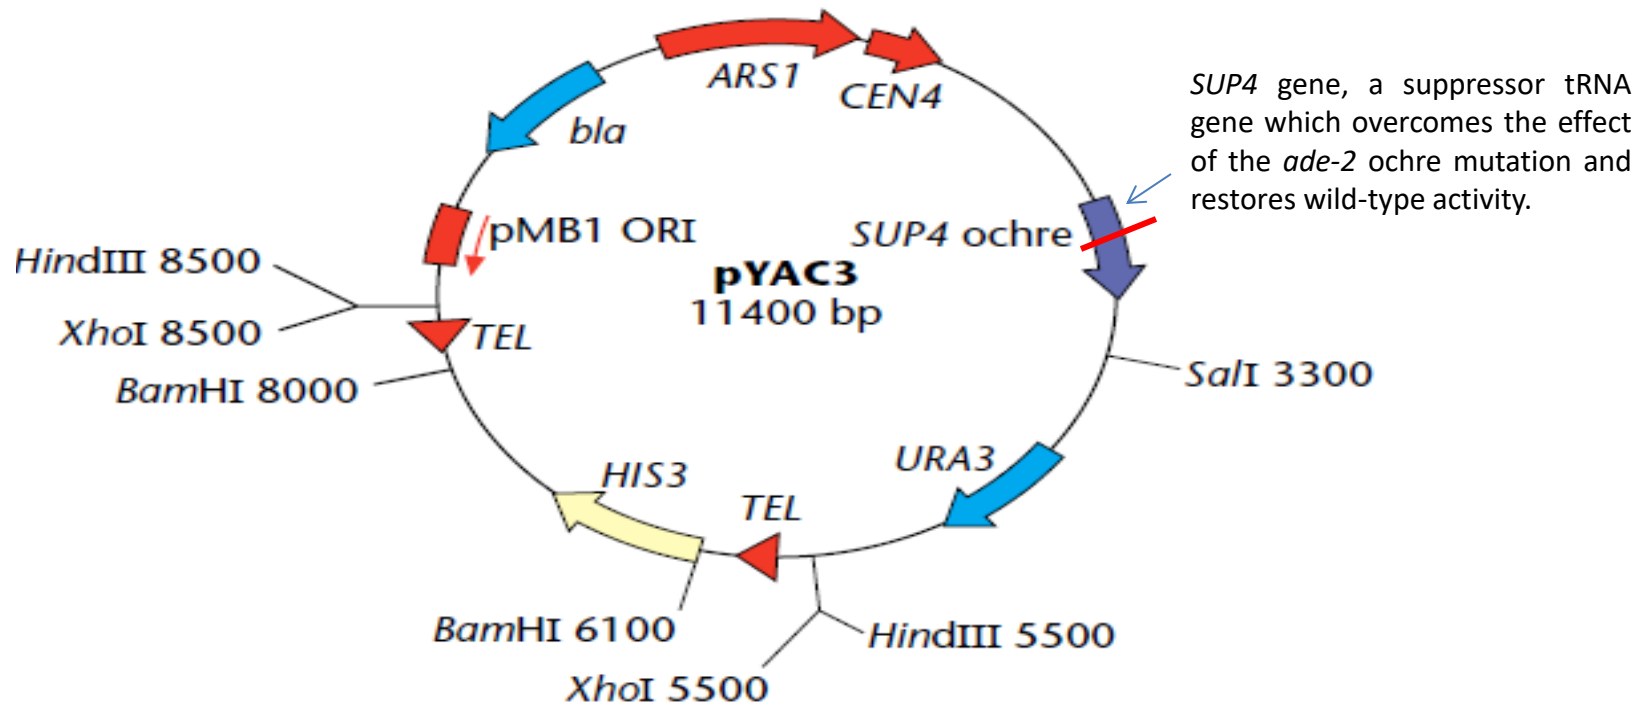 ARS1
CEN4
bla
SUP4 gene, a suppressor tRNA
gene which overcomes the effect
of the ade-2 ochre mutation and
restores wild-type activity.
pMB1 ORI
SUP4 ochre
HindIII 8500
pYAC3
11400 bp
XhoI 8500
TEL
BamHI 8000
SalI 3300
URA3
HIS3
TEL
BamHI 6100
HindIII 5500
XhoI 5500